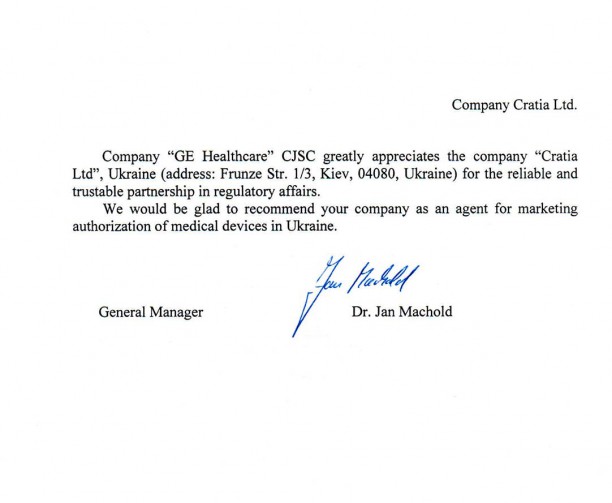 Company Cratia Ltd.
Company “GE Healthcare” CJSC greatly appreciates the company “Cratia
Ltd”, Ukraine (address: Frunze Str. 1/3, Kiev, 04080, Ukraine) for the reliable and
trustable partnership in regulatory affairs.
We would be glad to recommend your company as an agent for marketing
authorization of medical devices in Ukraine.
Jan Machold
General Manager Dr. Jan Machold